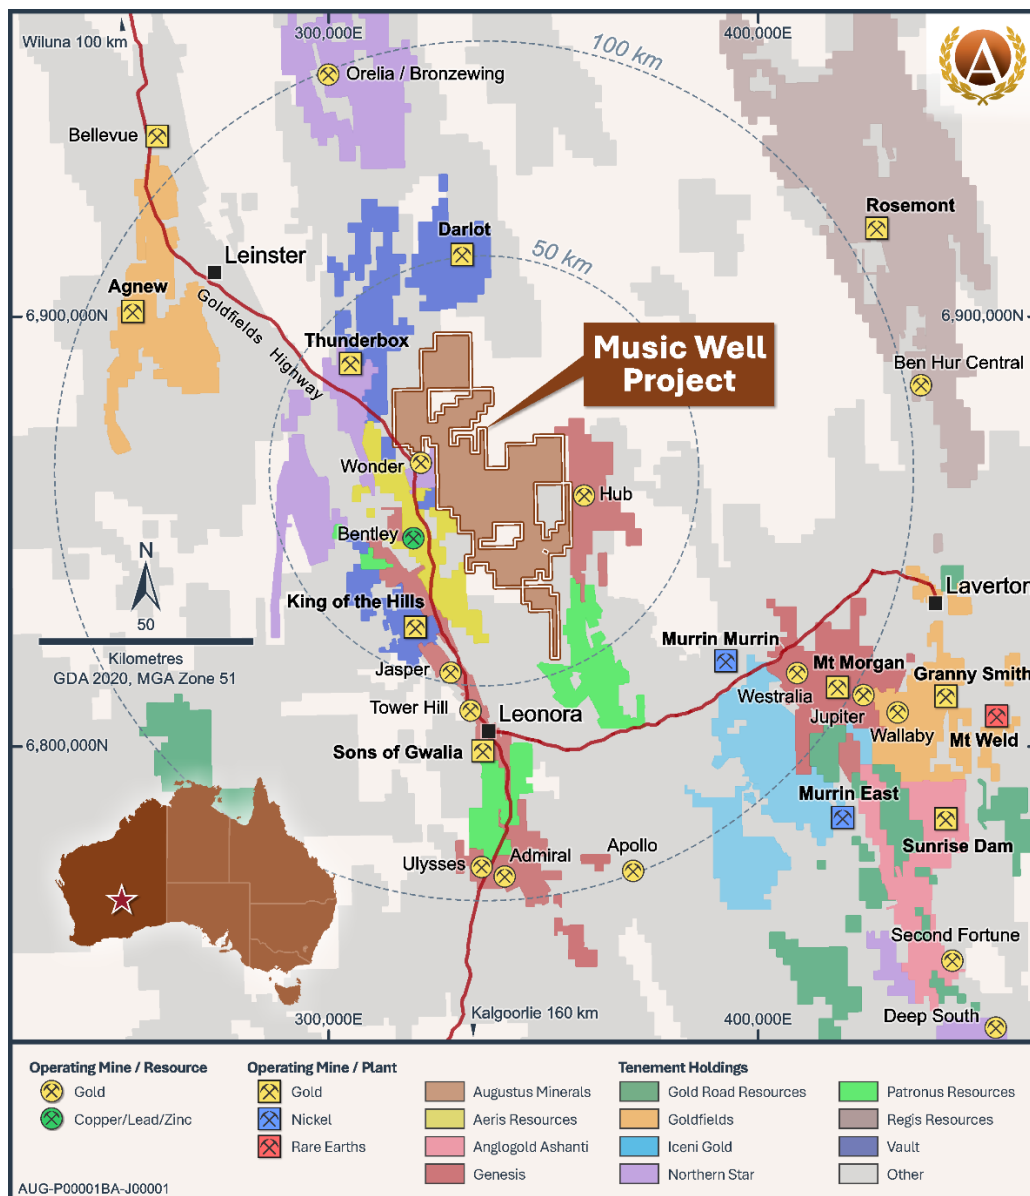 300,000E
400,000E
Wiluna 100 km
100 km
A
Orelia / Bronzewing
Bellevue
Rosemont
Darlot
Leinster
50 km
Agnew
Goldfields Highway
6,900,000N
6,900,000N
Thunderbox
Music Well
Project
Ben Hur Central
Wonder
Hub
Bentley
N
Laverton
King of the Hills
50
Kilometres
GDA 2020, MGA Zone 51
Murrin Murrin
Jasper
Mt Morgan
Granny Smith
Westralia
Tower Hill
Jupiter
Wallaby
Leonora
Mt Weld
6,800,000N
Sons of Gwalia
Murrin East
Sunrise Dam
Apollo
Ulysses
Admiral
Second Fortune
Deep South
300,000E
Kalgoorlie 160 km
400,000E
Operating Mine / Resource
Gold
Copper/Lead/Zinc
Operating Mine / Plant
Gold
Nickel
Rare Earths
Tenement Holdings
Augustus Minerals
Aeris Resources
Anglogold Ashanti
Genesis
Gold Road Resources
Goldfields
Iceni Gold
Northern Star
Patronus Resources
Regis Resources
Vault
Other
AUG-P00001BA-J00001